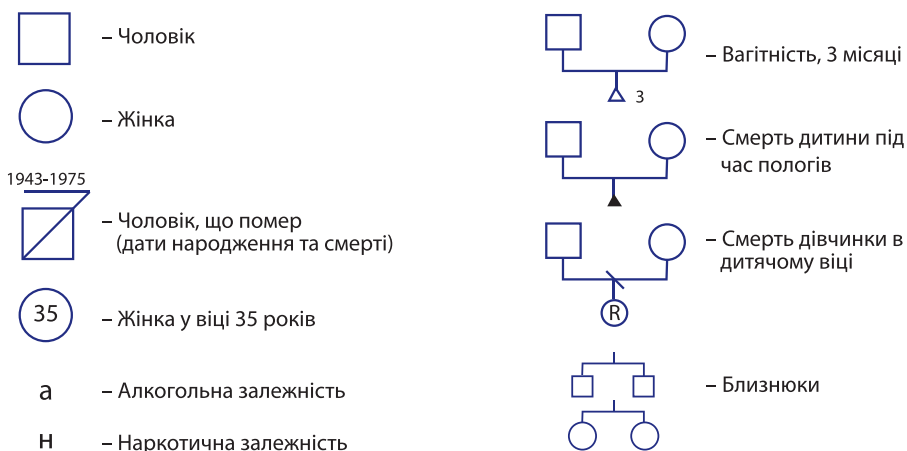 – Чоловік
– Жінка
1943-1975
– Чоловік, що помер
(дати народження та смерті)
35
– Жінка у віці 35 років
а
– Алкогольна залежність
н
– Наркотична залежність
– Вагітність, 3 місяці
3
– Смерть дитини під
час пологів
– Смерть дівчинки в
дитячому віці
R
– Близнюки